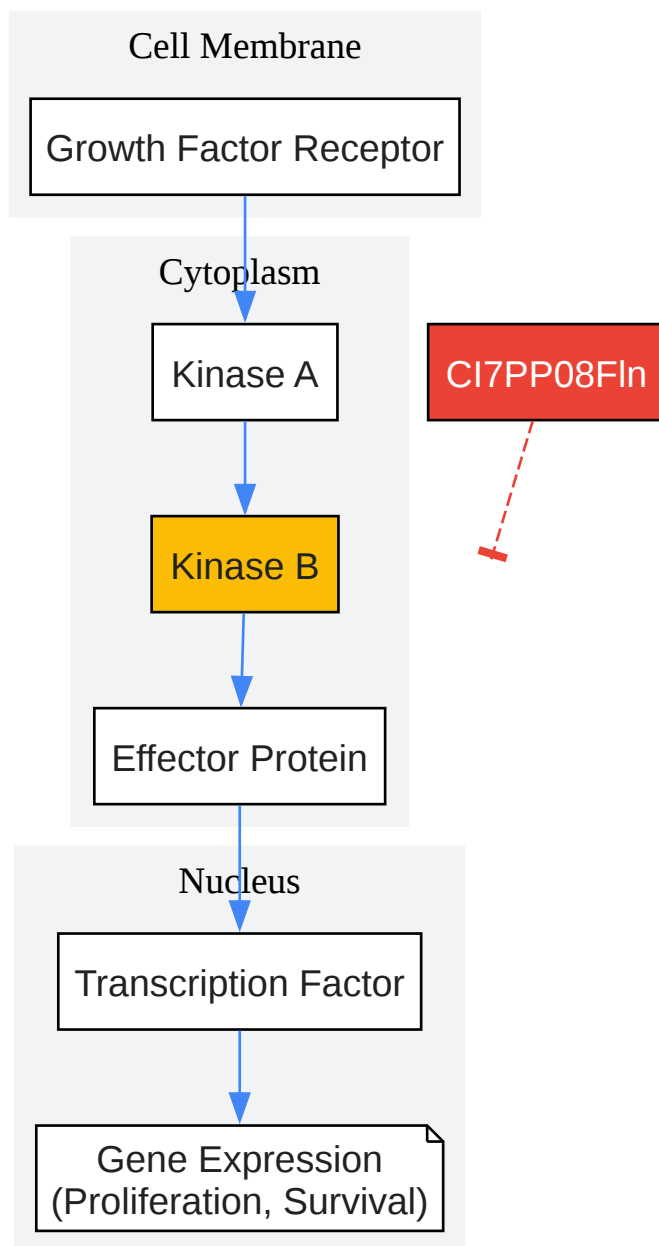 Cell Membrane
Growth Factor Receptor
Cytoplasm
Kinase A
CI7PP08Fln
Kinase B
Effector Protein
Nucleus
Transcription Factor
Gene Expression
(Proliferation, Survival)